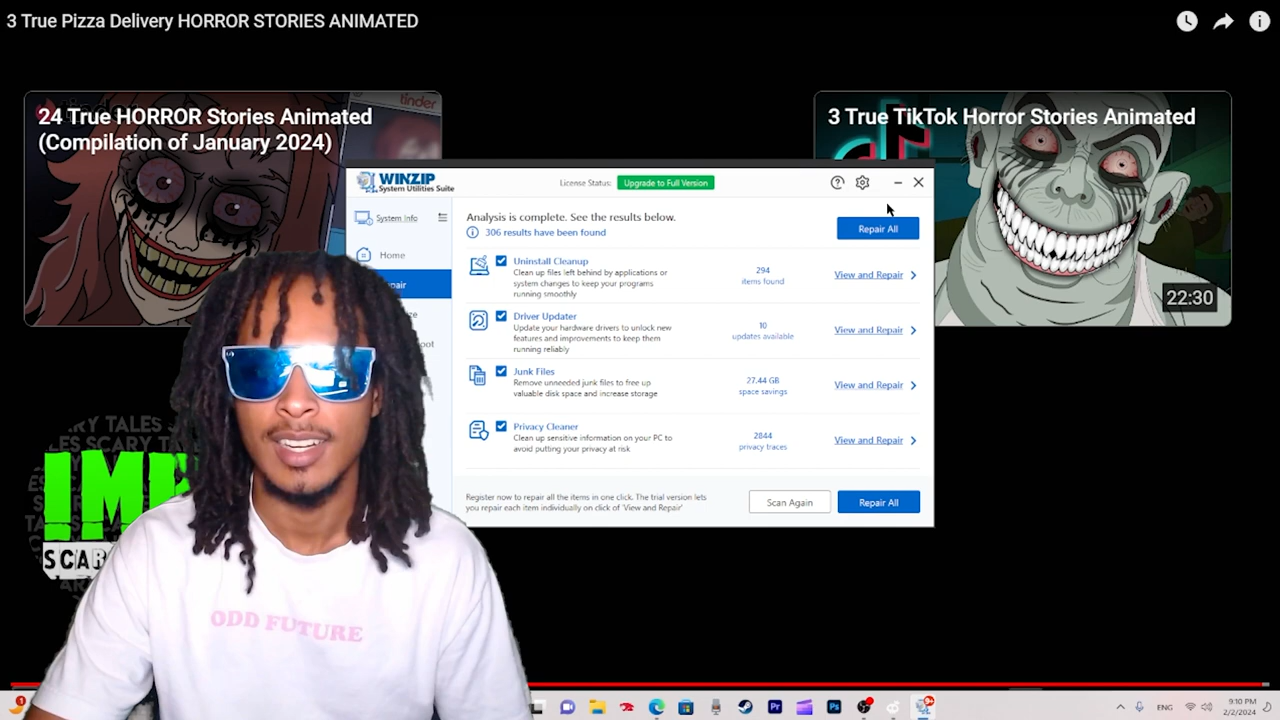 3 True Pizza Delivery HORROR STORIES ANIMATED
24 True HORROR Stories Animated
(Compilation of January 2024)
tinder
3 True TikTok Horror Stories Animated
22:30
WINZIP
System Utilities Suite
License Status:
Upgrade to Full Version
System Info
Home
Analysis is complete. See the results below.
306 results have been found
Repair All
Uninstall Cleanup
Clean up files left behind by applications or
system changes to keep your programs
running smoothly
294
items found
View and Repair
Driver Updater
Update your hardware drivers to unlock new
features and improvements to keep them
running reliably
10
updates available
View and Repair
Junk Files
Remove unneeded junk files to free up
valuable disk space and increase storage
27.44 GB
space savings
View and Repair
Privacy Cleaner
Clean up sensitive information on your PC to
avoid putting your privacy at risk
2844
privacy traces
View and Repair
Register now to repair all the items in one click. The trial version lets
you repair each item individually on click of 'View and Repair'
Scan Again
Repair All
ODD FUTURE
ENG
9:10 PM
2/2/2024